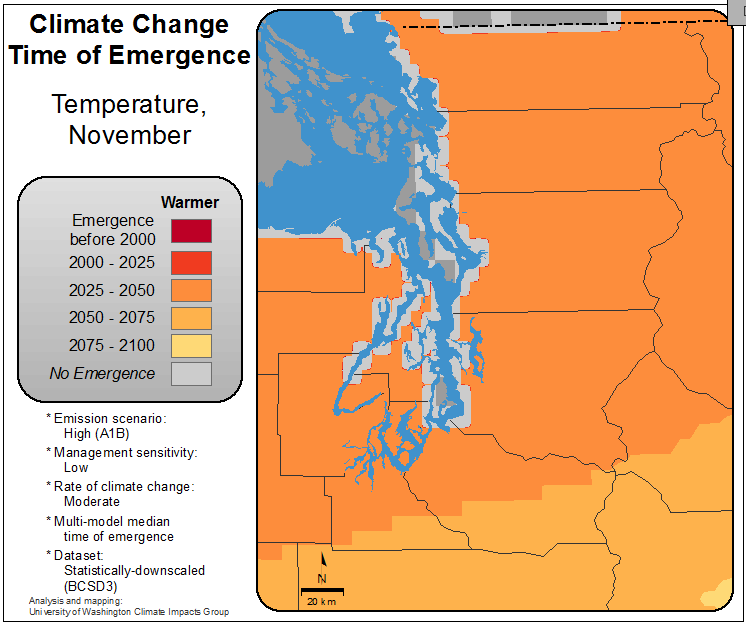 Climate Change
Time of Emergence
Temperature,
November
Warmer
Emergence
before 2000
2000 - 2025
2025 - 2050
2050 - 2075
2075 - 2100
No Emergence
* Emission scenario:
High (A1B)
* Management sensitivity:
Low
* Rate of climate change:
Moderate
* Multi-model median
time of emergence
* Dataset:
Statistically-downscaled
(BCSD3)
Analysis and mapping:
University of Washington Climate Impacts Group
N
20 km